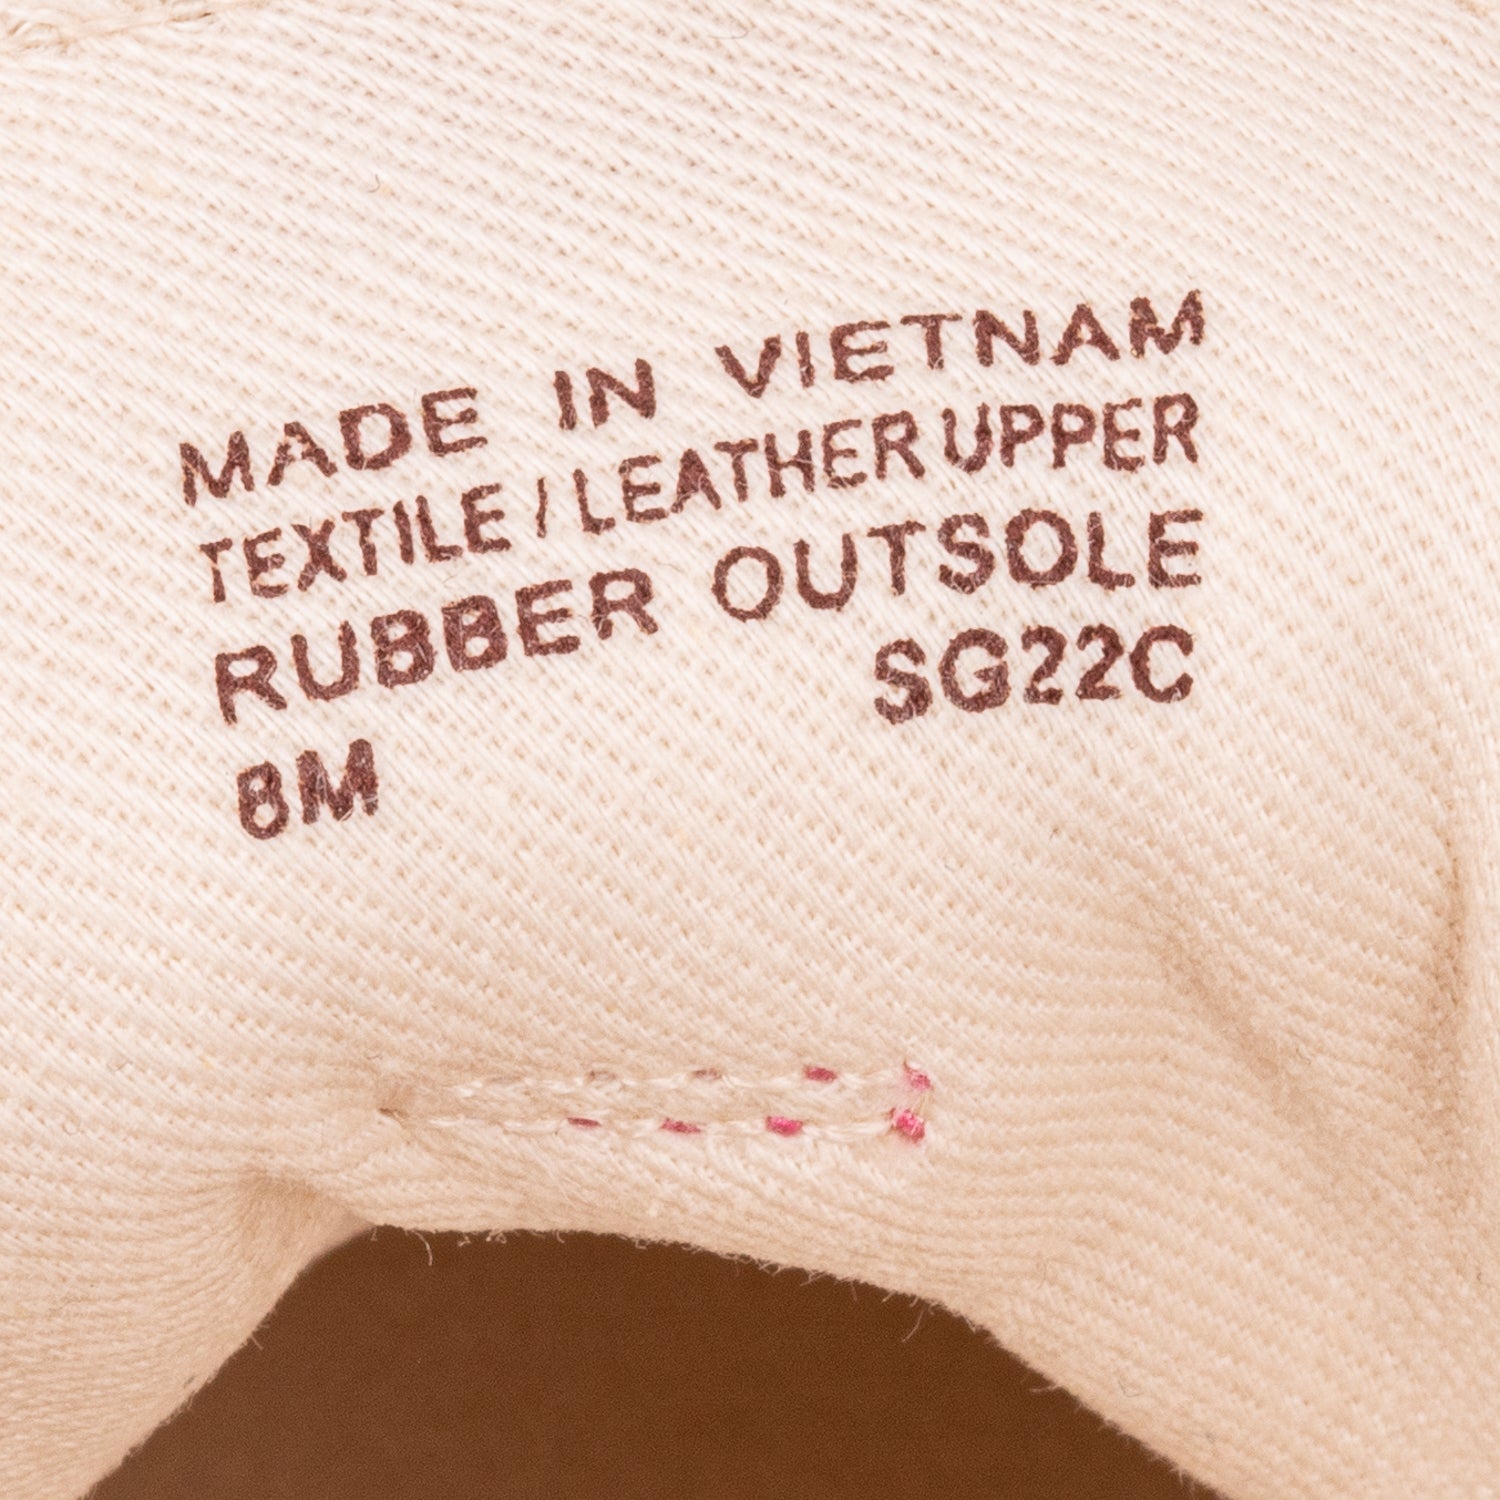 MADE IN VIETNAM
TEXTILE/LEATHER UPPER
RUBBER OUTSOLE
SG22C
8M